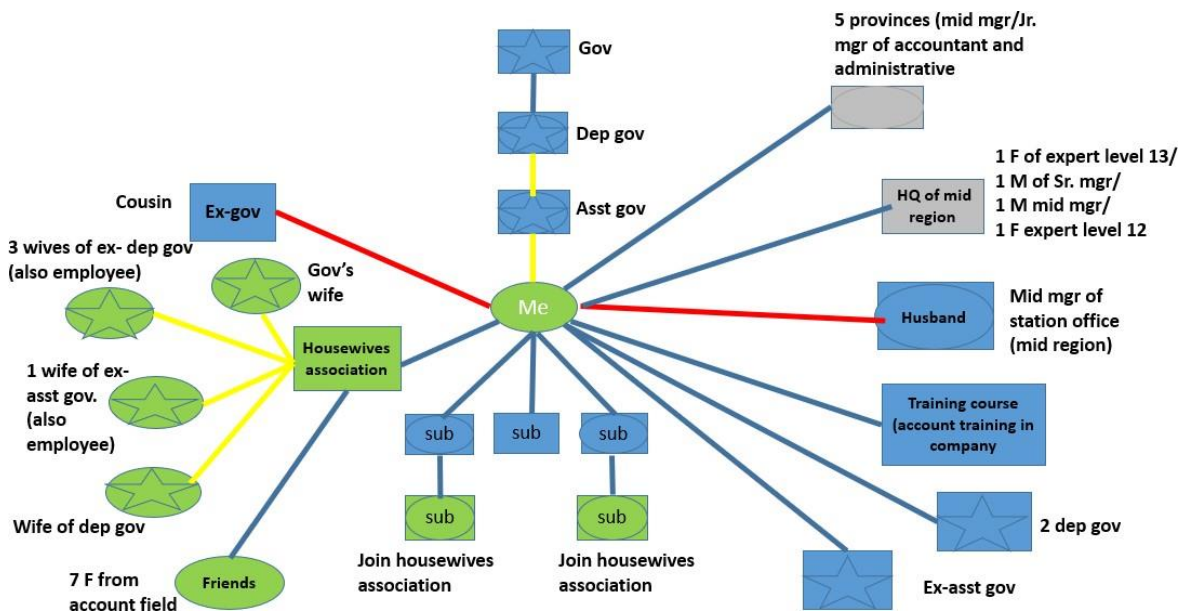 Gov
Dep gov
Asst gov
5 provinces (mid mgr/Jr.
mgr of accountant and
administrative
HQ of mid
region
1 F of expert level 13/
1 M of Sr. mgr/
1 M mid mgr/
1 F expert level 12
Cousin
Ex-gov
3 wives of ex- dep gov
(also employee)
Gov's
wife
Me
Husband
Mid mgr of
station office
(mid region)
Housewives
association
1 wife of ex-
asst gov.
(also
employee)
Training course
(account training in
company
sub
sub
sub
sub
sub
Wife of dep gov
2 dep gov
Join housewives
association
Join housewives
association
Ex-asst gov
7 F from
account field
Friends